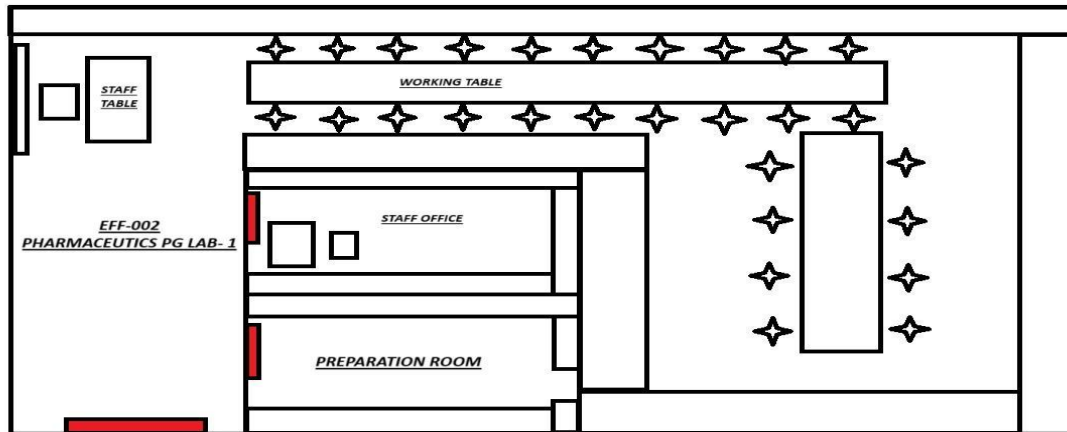 STAFF
TABLE
WORKING TABLE
EFF-002
PHARMACEUTICS PG LAB- 1
STAFF OFFICE
PREPARATION ROOM